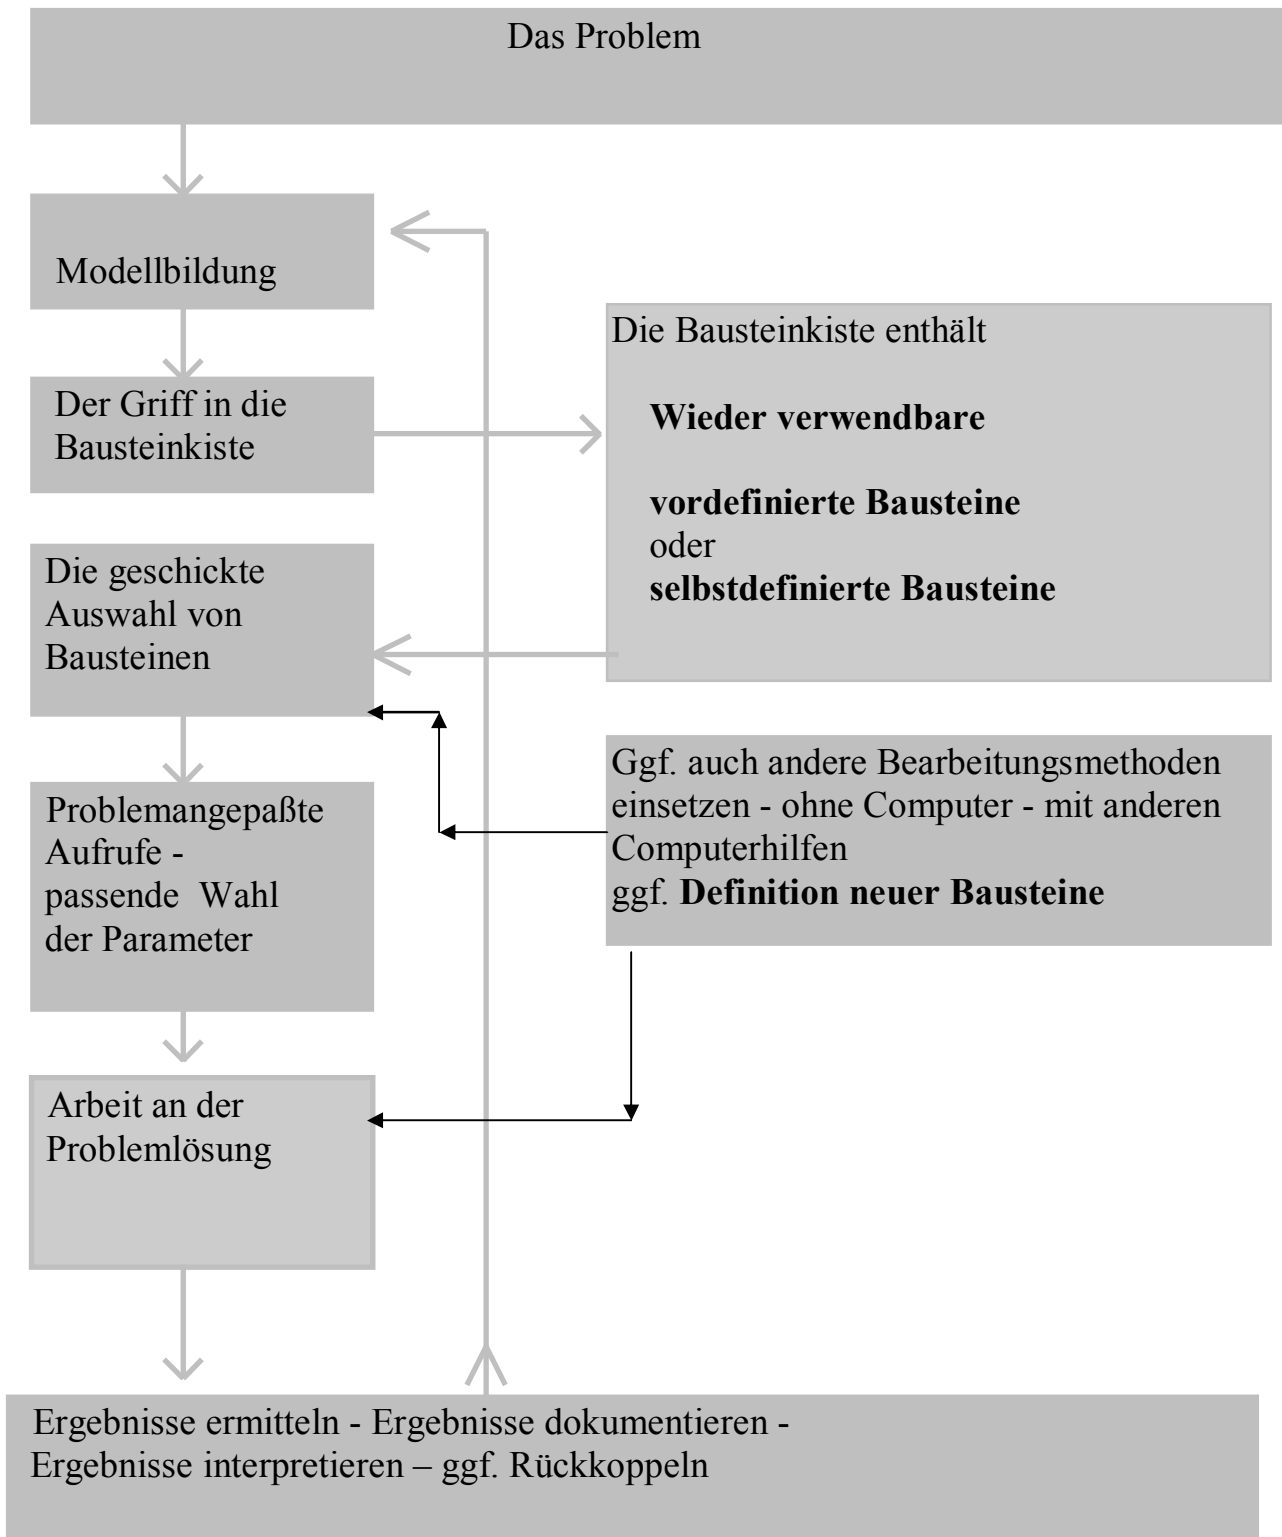 Das Problem
Modellbildung
Der Griff in die
Bausteinkiste
Die Bausteinkiste enthält
Wieder verwendbare
vordefinierte Bausteine
oder
selbstdefinierte Bausteine
Die geschickte
Auswahl von
Bausteinen
Ggf. auch andere Bearbeitungsmethoden
einsetzen - ohne Computer - mit anderen
Computerhilfen
ggf. Definition neuer Bausteine
Problemangepaßte
Aufrufe -
passende Wahl
der Parameter
Arbeit an der
Problemlösung
Ergebnisse ermitteln - Ergebnisse dokumentieren -
Ergebnisse interpretieren – ggf. Rückkoppeln